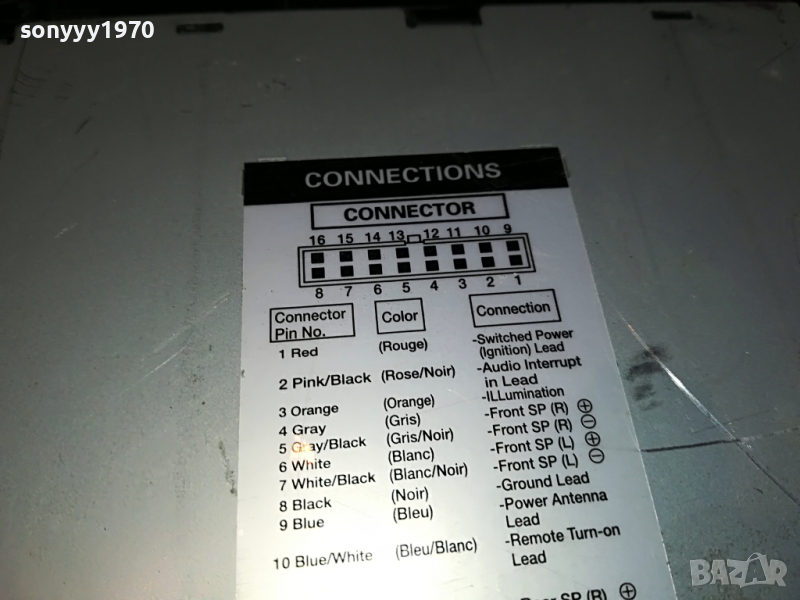 sonyyy1970
CONNECTIONS
CONNECTOR
16 15 14 13 12 11 10 9
8 7 6 5 4 3 2 1
Connector Pin No. Color Connection
1 Red (Rouge) -Switched Power (Ignition) Lead
2 Pink/Black (Rose/Noir) -Audio Interrupt in Lead
3 Orange (Orange) -ILLumination
4 Gray (Gris) -Front SP (R) ⊕
5 Gray/Black (Gris/Noir) -Front SP (R) ⊖
6 White (Blanc) -Front SP (L) ⊕
7 White/Black (Blanc/Noir) -Front SP (L) ⊖
8 Black (Noir) -Ground Lead
9 Blue (Bleu) -Power Antenna Lead
10 Blue/White (Bleu/Blanc) -Remote Turn-on Lead
SP (R) ⊕
BAZAR